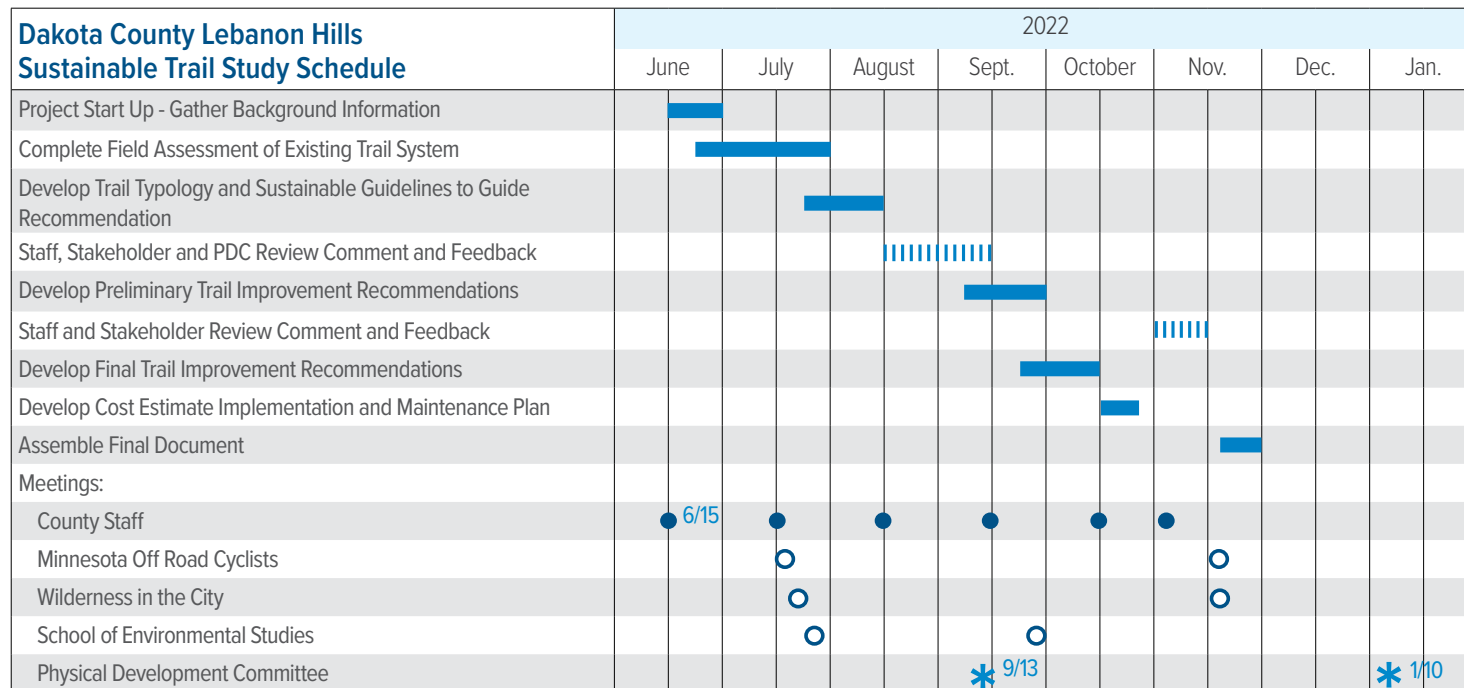 Dakota County Lebanon Hills
Sustainable Trail Study Schedule
2022
June July August Sept. October Nov. Dec. Jan.
Project Start Up - Gather Background Information
Complete Field Assessment of Existing Trail System
Develop Trail Typology and Sustainable Guidelines to Guide
Recommendation
Staff, Stakeholder and PDC Review Comment and Feedback
Develop Preliminary Trail Improvement Recommendations
Staff and Stakeholder Review Comment and Feedback
Develop Final Trail Improvement Recommendations
Develop Cost Estimate Implementation and Maintenance Plan
Assemble Final Document
Meetings:
County Staff 6/15
Minnesota Off Road Cyclists
Wilderness in the City
School of Environmental Studies
Physical Development Committee 9/13 1/10